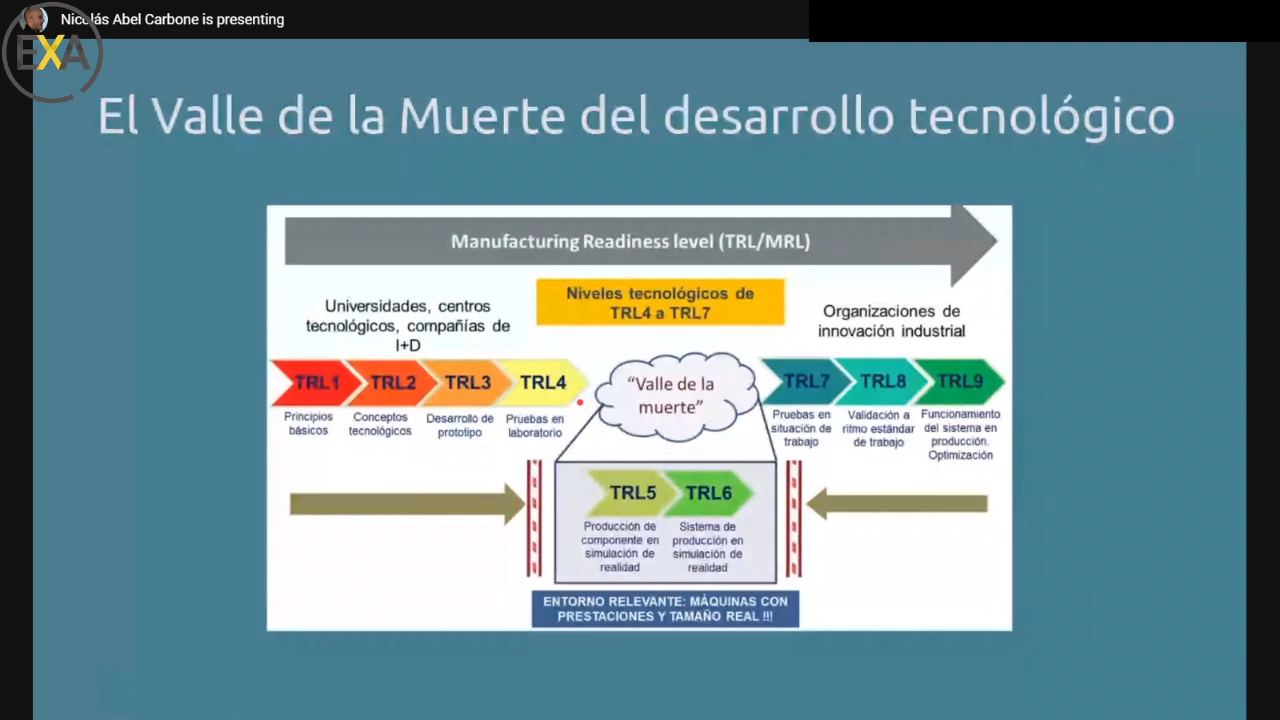 Nicolás Abel Carbone is presenting
EXA
El Valle de la Muerte del desarrollo tecnológico
Manufacturing Readiness level (TRL/MRL)
Universidades, centros
tecnológicos, compañías de
I+D
Niveles tecnológicos de
TRL4 a TRL7
Organizaciones de
innovación industrial
TRL1
TRL2
TRL3
TRL4
"Valle de la
muerte"
TRL7
TRL8
TRL9
Principios
básicos
Conceptos
tecnológicos
Desarrollo de
prototipo
Pruebas en
laboratorio
Pruebas en
situación de
trabajo
Validación a
ritmo estándar
de trabajo
Funcionamiento
del sistema en
producción.
Optimización
TRL5
TRL6
Producción de
componente en
simulación de
realidad
Sistema de
producción en
simulación de
realidad
ENTORNO RELEVANTE: MÁQUINAS CON
PRESTACIONES Y TAMAÑO REAL !!!